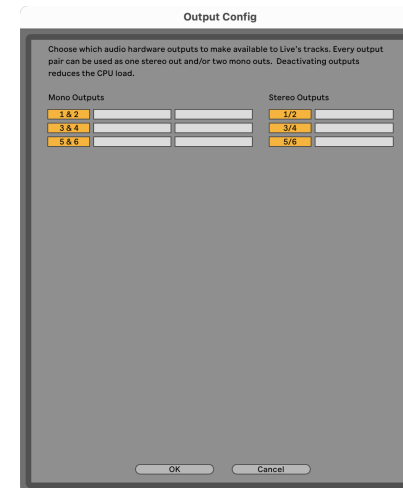 Output Config
Choose which audio hardware outputs to make available to Live's tracks. Every output
pair can be used as one stereo out and/or two mono outs. Deactivating outputs
reduces the CPU load.
Mono Outputs
Stereo Outputs
1 & 2
1/2
3 & 4
3/4
5 & 6
5/6
OK
Cancel